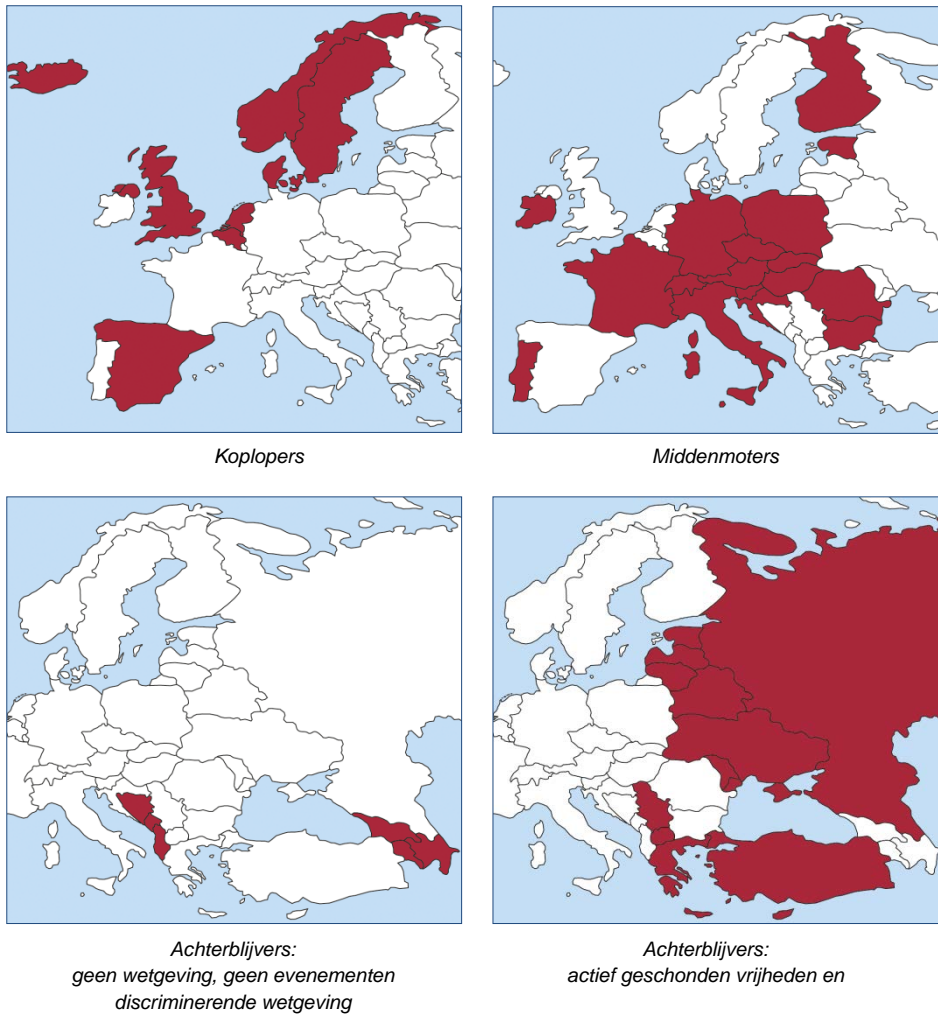 Koplopers
Middenmoters
Achterblijvers:
geen wetgeving, geen evenementen
discriminerende wetgeving
Achterblijvers:
actief geschonden vrijheden en